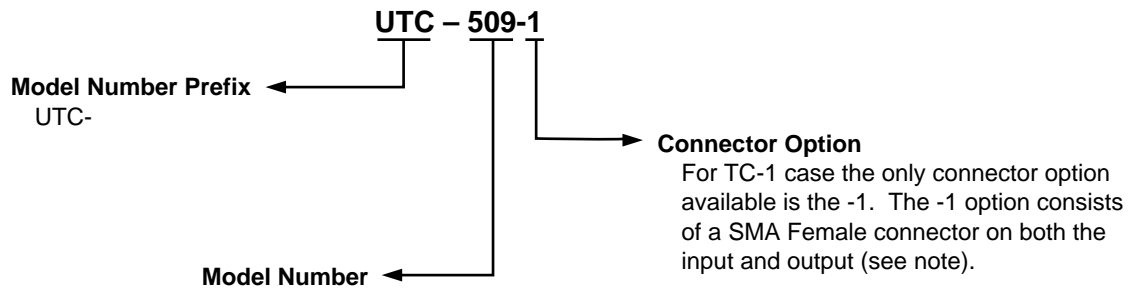 UTC – 509-1
Model Number Prefix
UTC-
Connector Option
For TC-1 case the only connector option
available is the -1. The -1 option consists
of a SMA Female connector on both the
input and output (see note).
Model Number